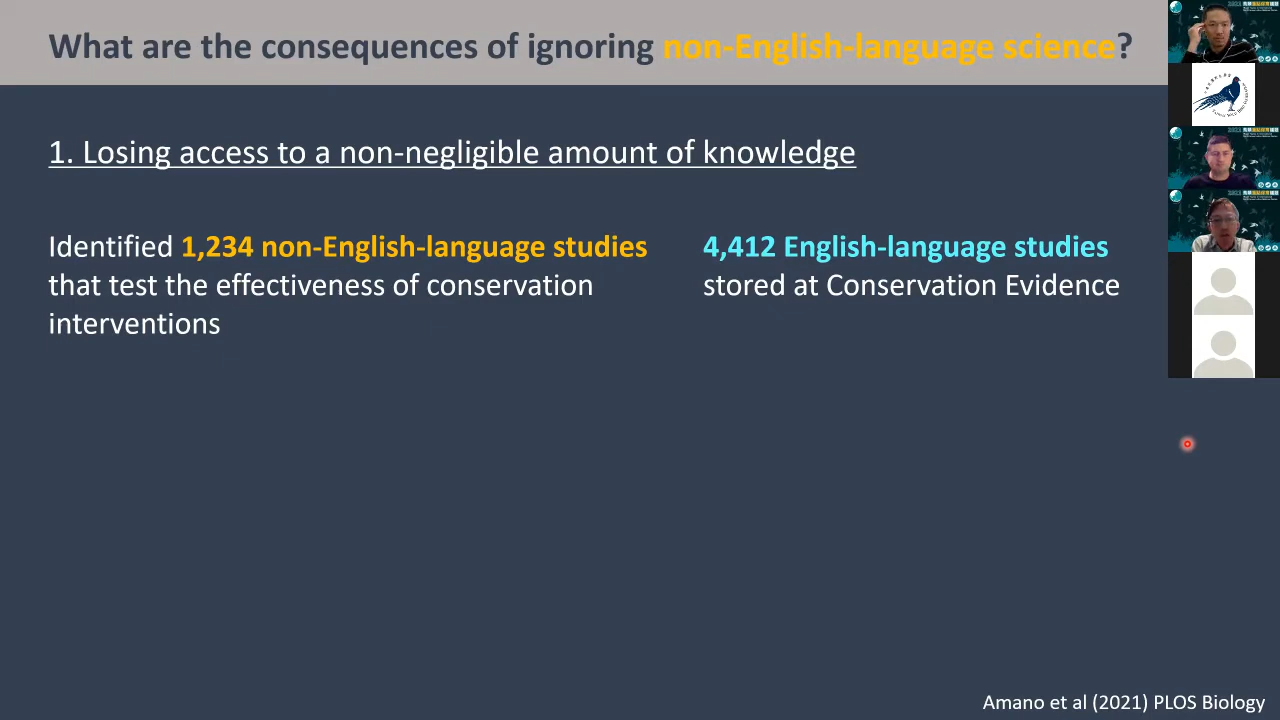 What are the consequences of ignoring non-English-language science?
1. Losing access to a non-negligible amount of knowledge
Identified 1,234 non-English-language studies
that test the effectiveness of conservation
interventions
4,412 English-language studies
stored at Conservation Evidence
Amano et al (2021) PLOS Biology